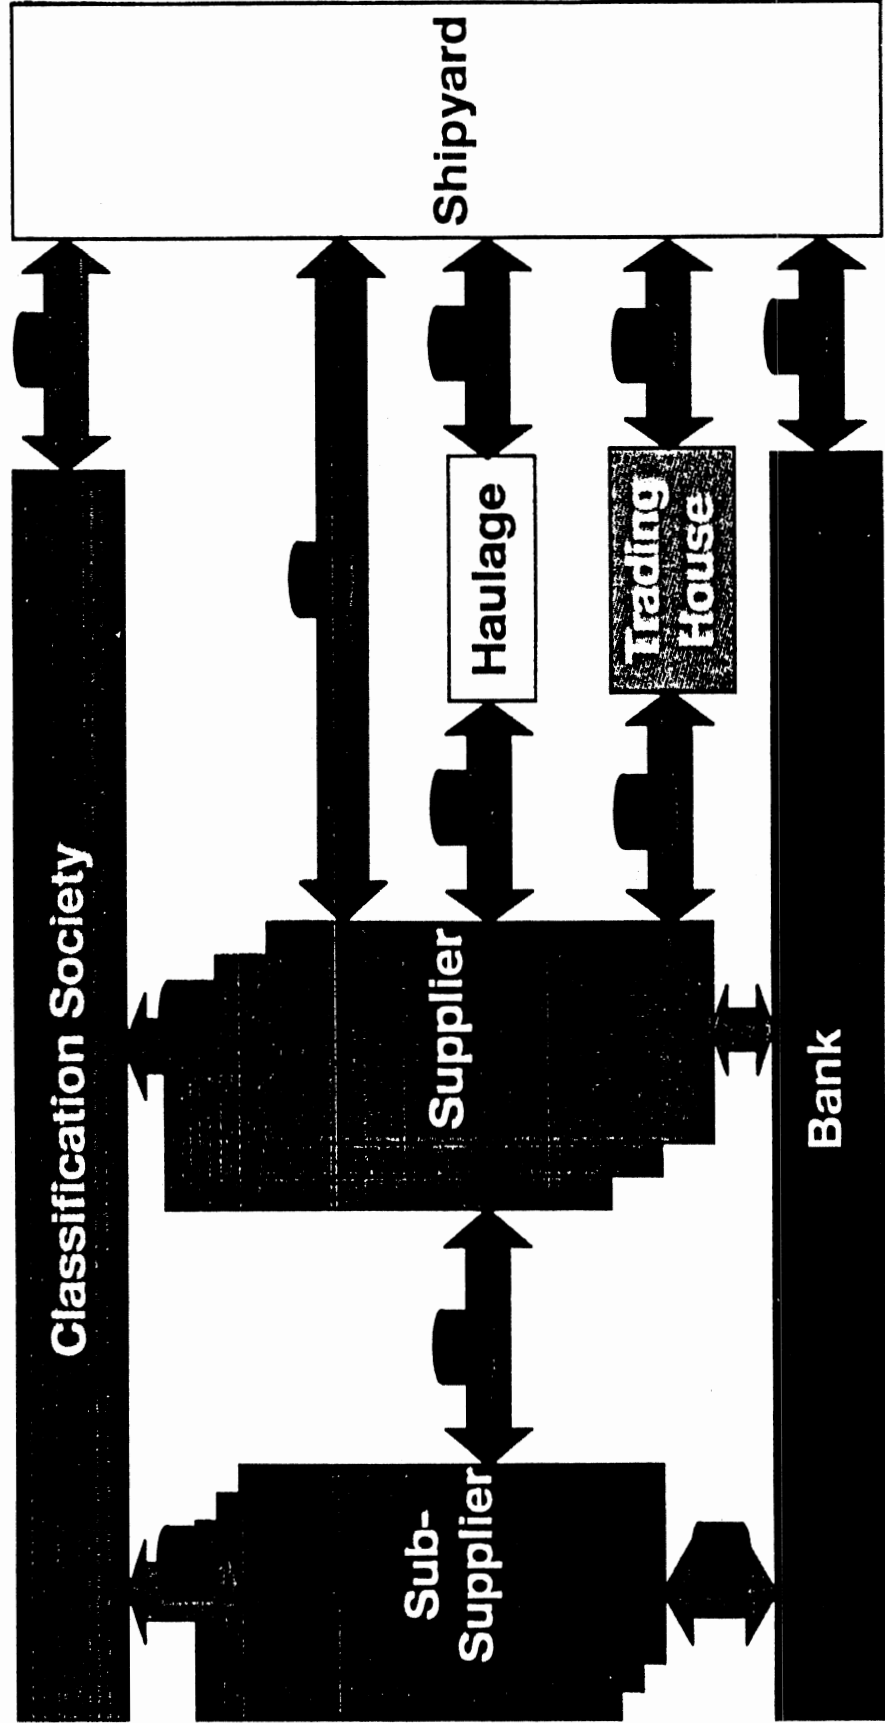 Classification Society
Sub-
Supplier
Supplier
Haulage
Trading
House
Bank
Shipyard